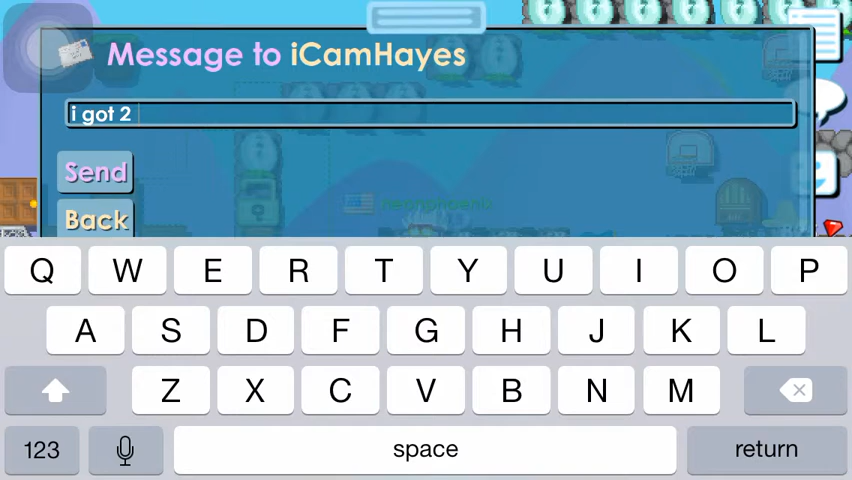 Message to iCamHayes
i got 2
Send
Back
Q W E R T Y U I O P
A S D F G H J K L
Z X C V B N M
123 space return